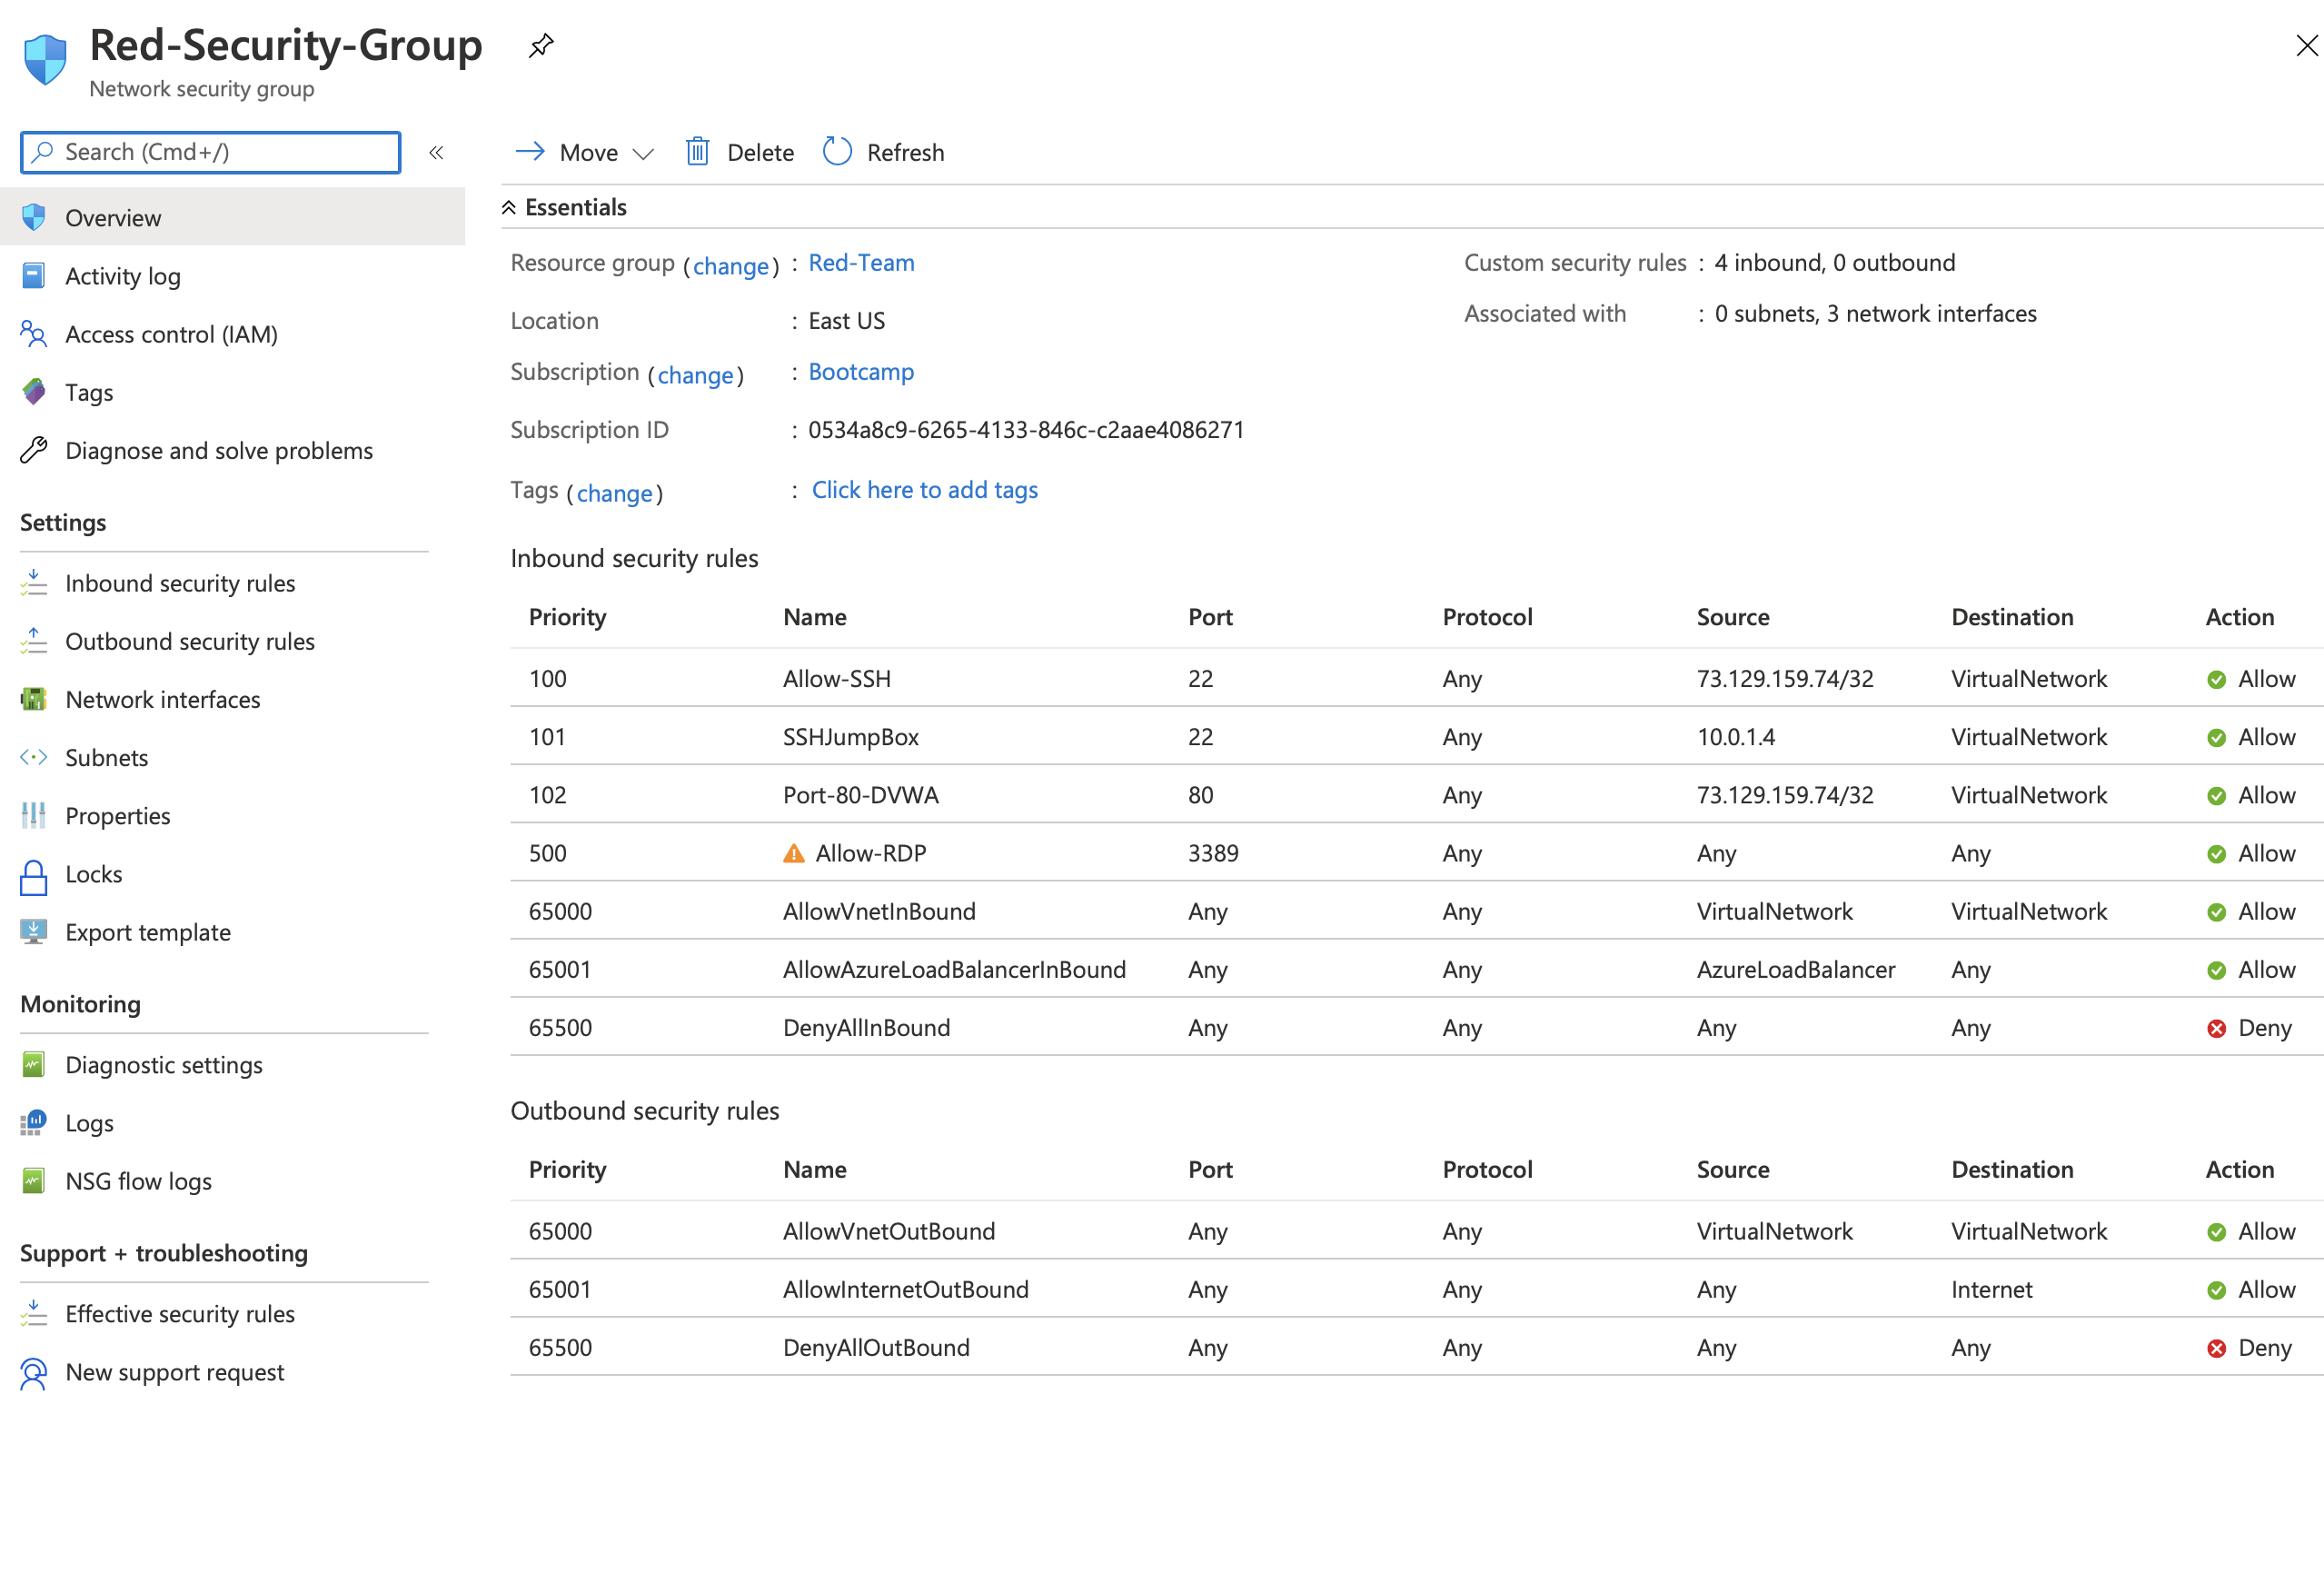 Red-Security-Group
Network security group
Search (Cmd+/)
«
Move
Delete
Refresh
Overview
Activity log
Access control (IAM)
Tags
Diagnose and solve problems
Settings
Inbound security rules
Outbound security rules
Network interfaces
Subnets
Properties
Locks
Export template
Monitoring
Diagnostic settings
Logs
NSG flow logs
Support + troubleshooting
Effective security rules
New support request
Essentials
Resource group (change) : Red-Team
Location : East US
Subscription (change) : Bootcamp
Subscription ID : 0534a8c9-6265-4133-846c-c2aae4086271
Tags (change) : Click here to add tags
Custom security rules : 4 inbound, 0 outbound
Associated with : 0 subnets, 3 network interfaces
Inbound security rules
Priority Name Port Protocol Source Destination Action
100 Allow-SSH 22 Any 73.129.159.74/32 VirtualNetwork Allow
101 SSHJumpBox 22 Any 10.0.1.4 VirtualNetwork Allow
102 Port-80-DVWA 80 Any 73.129.159.74/32 VirtualNetwork Allow
500 Allow-RDP 3389 Any Any Any Allow
65000 AllowVnetInBound Any Any VirtualNetwork VirtualNetwork Allow
65001 AllowAzureLoadBalancerInBound Any Any AzureLoadBalancer Any Allow
65500 DenyAllInBound Any Any Any Any Deny
Outbound security rules
Priority Name Port Protocol Source Destination Action
65000 AllowVnetOutBound Any Any VirtualNetwork VirtualNetwork Allow
65001 AllowInternetOutBound Any Any Any Internet Allow
65500 DenyAllOutBound Any Any Any Any Deny